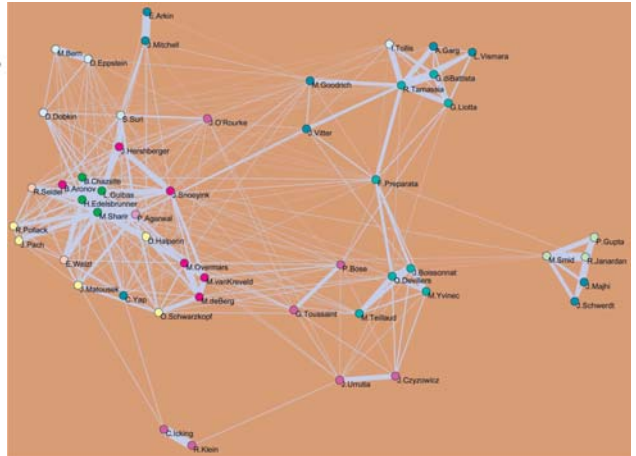 E.Arkin
J.Mitchell
M.Bern
D.Eppstein
I.Tollis
A.Garg
L.Vismara
G.diBattista
R.Tamassia
G.Liotta
M.Goodrich
D.Dobkin
S.Suri
J.O'Rourke
J.Vitter
J.Hershberger
F.Preparata
B.Chazelle
R.Seidel
B.Aronov
L.Guibas
J.Snoeyink
H.Edelsbrunner
M.Sharir
P.Agarwal
R.Pollack
J.Pach
D.Halperin
P.Gupta
M.Smid
R.Janardan
E.Welzl
M.Overmars
P.Bose
J.Boissonnat
O.Devillers
M.vanKreveld
M.Yvinec
J.Majhi
J.Matousek
C.Yap
M.deBerg
J.Schwerdt
O.Schwarzkopf
G.Toussaint
M.Teillaud
J.Urrutia
J.Czyzowicz
C.Icking
R.Klein